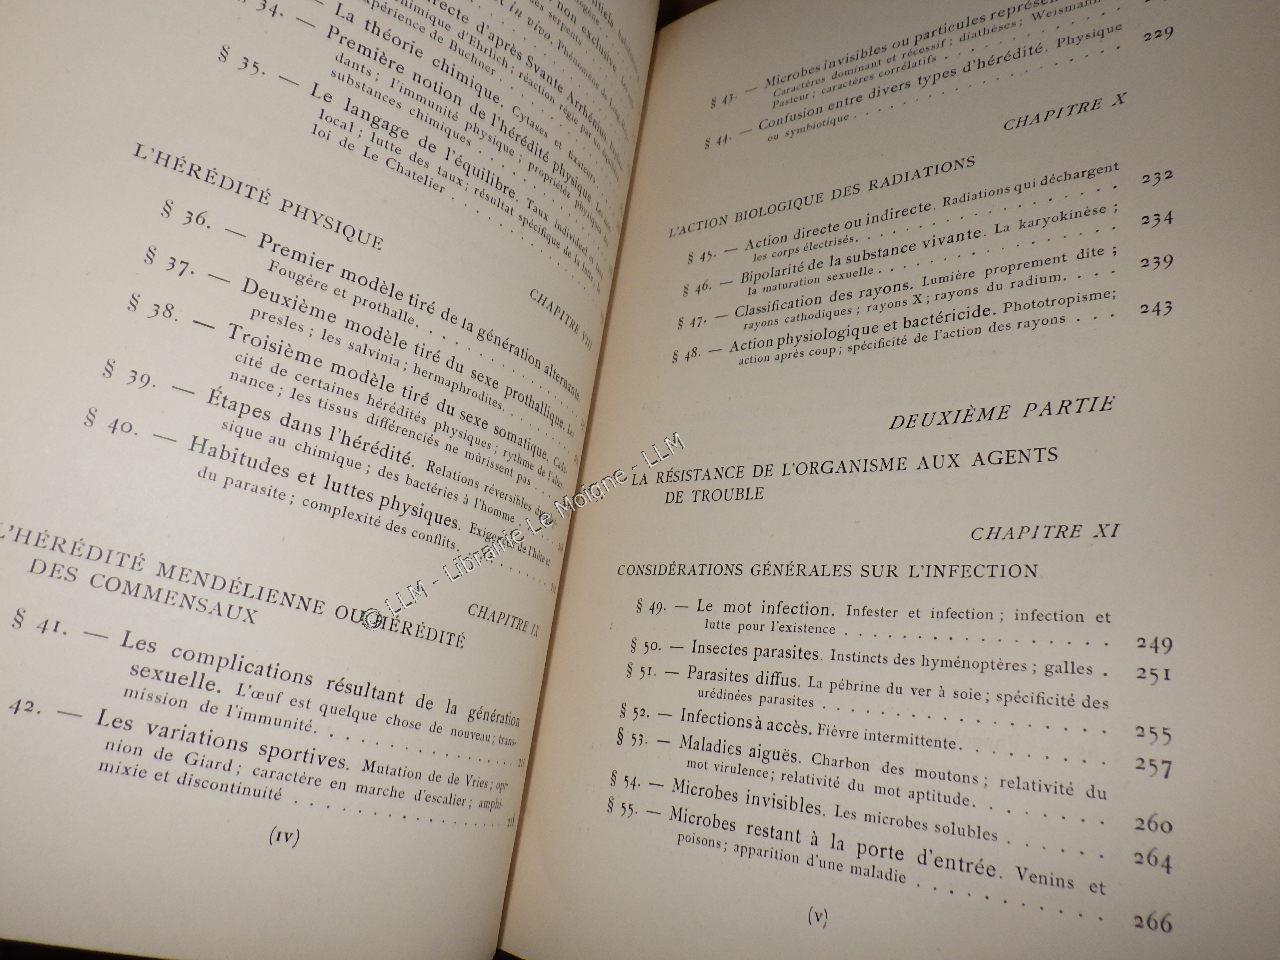 § 34. — La théorie chimique. Cytases et fixateurs
expérience de Buchner
Première notion de l'hérédité physique.
dants; l'immunité physique; propriétés physiques
substances chimiques
§ 35. — Le langage de l'équilibre. Taux individuel et taux
local; lutte des taux; résultat spécifique de la lutte
loi de Le Chatelier
CHAPITRE VIII
L'HÉRÉDITÉ PHYSIQUE
§ 36. — Premier modèle tiré de la génération alternante
Fougère et prothalle.
§ 37. — Deuxième modèle tiré du sexe prothallique. Les
presles; les salvinia; hermaphrodites.
§ 38. — Troisième modèle tiré du sexe somatique.
cité de certaines hérédités physiques; rythme de
nance; les tissus différenciés ne mûrissent pas
§ 39. — Étapes dans l'hérédité. Relations réversibles du
sique au chimique; des bactéries à l'homme
§ 40. — Habitudes et luttes physiques. Exigences de l'hôte et
du parasite; complexité des conflits.
CHAPITRE IX
L'HÉRÉDITÉ MENDÉLIENNE OU HÉRÉDITÉ
DES COMMENSAUX
§ 41. — Les complications résultant de la génération
sexuelle. L'œuf est quelque chose de nouveau; trans-
mission de l'immunité.
42. — Les variations sportives. Mutation de de Vries; opi-
nion de Giard; caractère en marche d'escalier; amphi-
mixie et discontinuité
(IV)
Microbes invisibles ou particules
§ 43. — Caractères dominant et récessif; diathèses; Weismann
Pasteur; caractères corrélatifs
§ 44. — Confusion entre divers types d'hérédité. Physique
ou symbiotique 229
CHAPITRE X
L'ACTION BIOLOGIQUE DES RADIATIONS
§ 45. — Action directe ou indirecte. Radiations qui déchargent
les corps électrisés. 232
§ 46. — Bipolarité de la substance vivante. La karyokinèse;
la maturation sexuelle 234
§ 47. — Classification des rayons. Lumière proprement dite;
rayons cathodiques; rayons X; rayons du radium. 239
§ 48. — Action physiologique et bactéricide. Phototropisme;
action après coup; spécificité de l'action des rayons 243
DEUXIÈME PARTIE
LA RÉSISTANCE DE L'ORGANISME AUX AGENTS
DE TROUBLE
CHAPITRE XI
CONSIDÉRATIONS GÉNÉRALES SUR L'INFECTION
§ 49. — Le mot infection. Infester et infection; infection et
lutte pour l'existence 249
§ 50. — Insectes parasites. Instincts des hyménoptères; galles 251
§ 51. — Parasites diffus. La pébrine du ver à soie; spécificité des
urédinées parasites 255
§ 52. — Infections à accès. Fièvre intermittente. 257
§ 53. — Maladies aiguës. Charbon des moutons; relativité du
mot virulence; relativité du mot aptitude. 260
§ 54. — Microbes invisibles. Les microbes solubles 264
§ 55. — Microbes restant à la porte d'entrée. Venins et
poisons; apparition d'une maladie 266
(V)
© LLM - Librairie Le Moigne - LLM